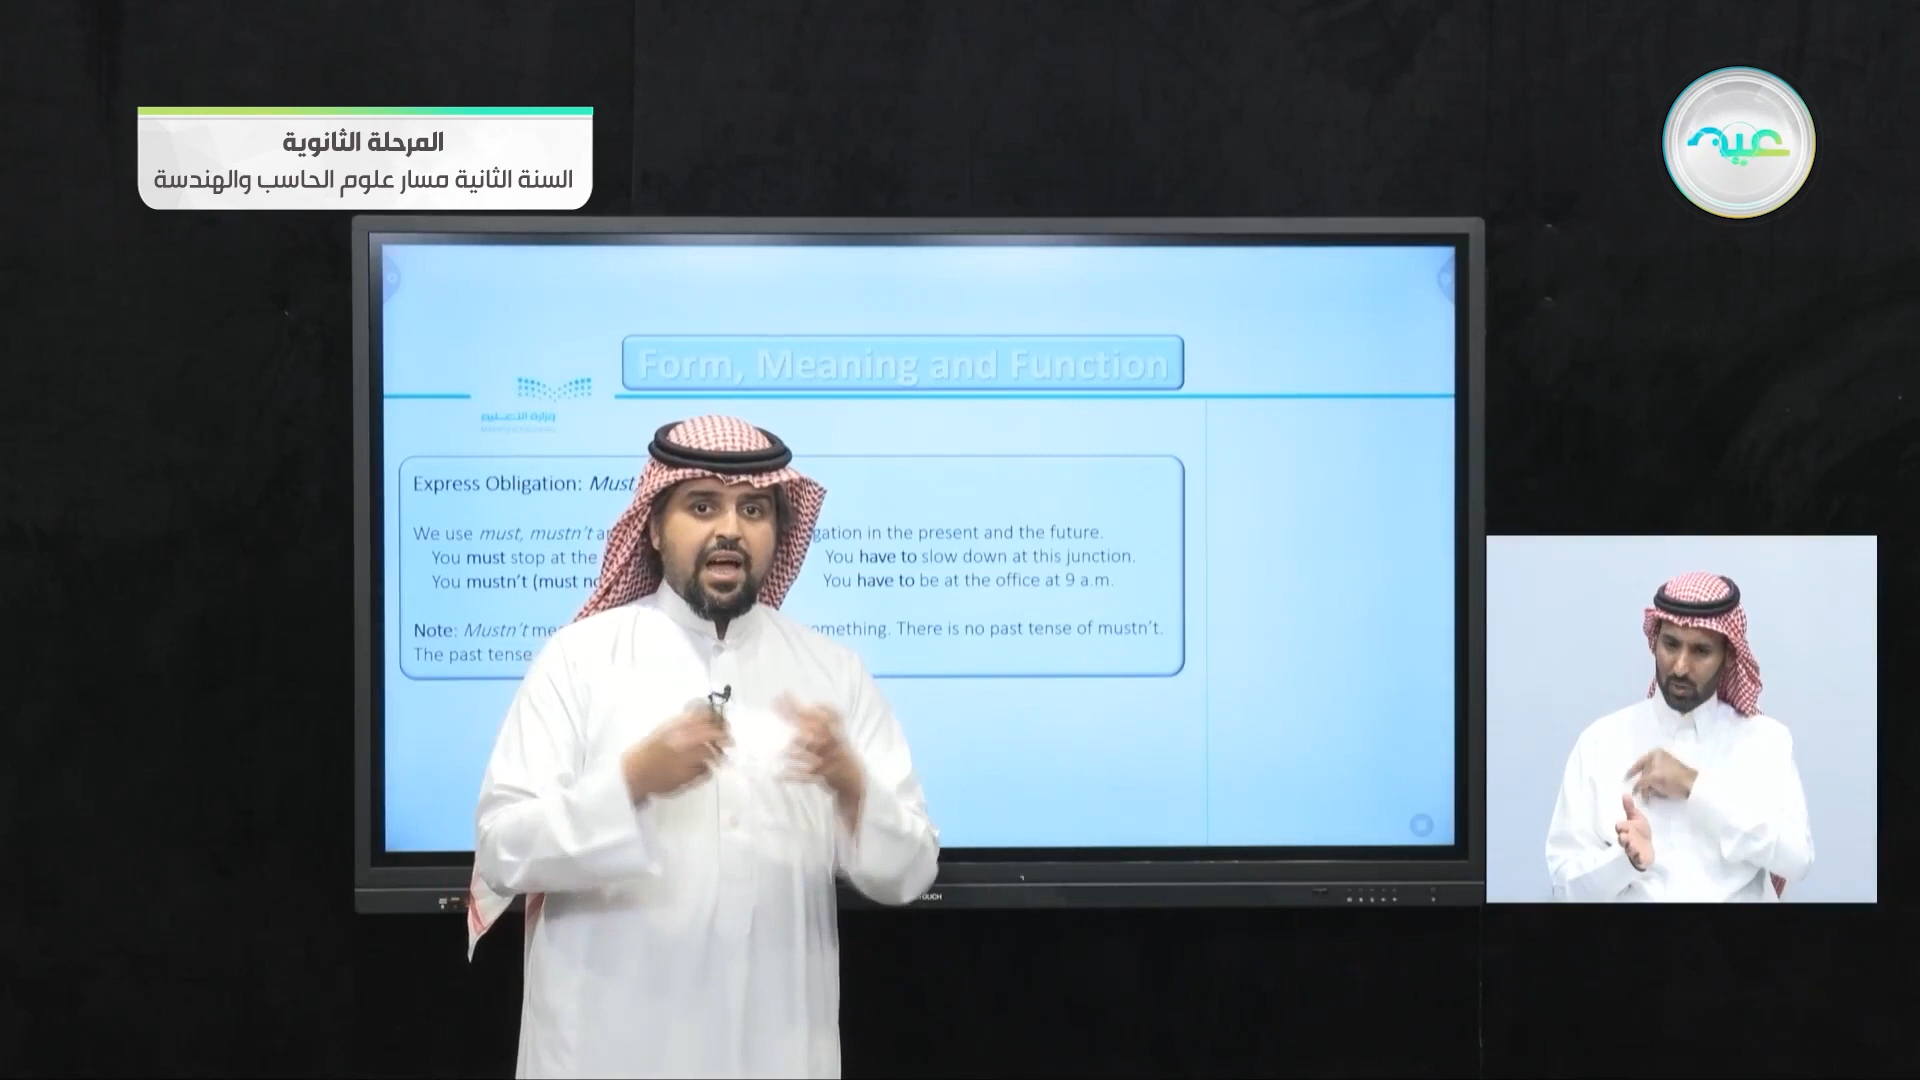 المرحلة الثانوية
السنة الثانية مسار علوم الحاسب والهندسة
عين
Form, Meaning and Function
وزارة التعليم
Express Obligation: Must
We use must, mustn't gation in the present and the future.
You must stop at the You have to slow down at this junction.
You mustn't (must no You have to be at the office at 9 a.m.
Note: Mustn't me omething. There is no past tense of mustn't.
The past tense